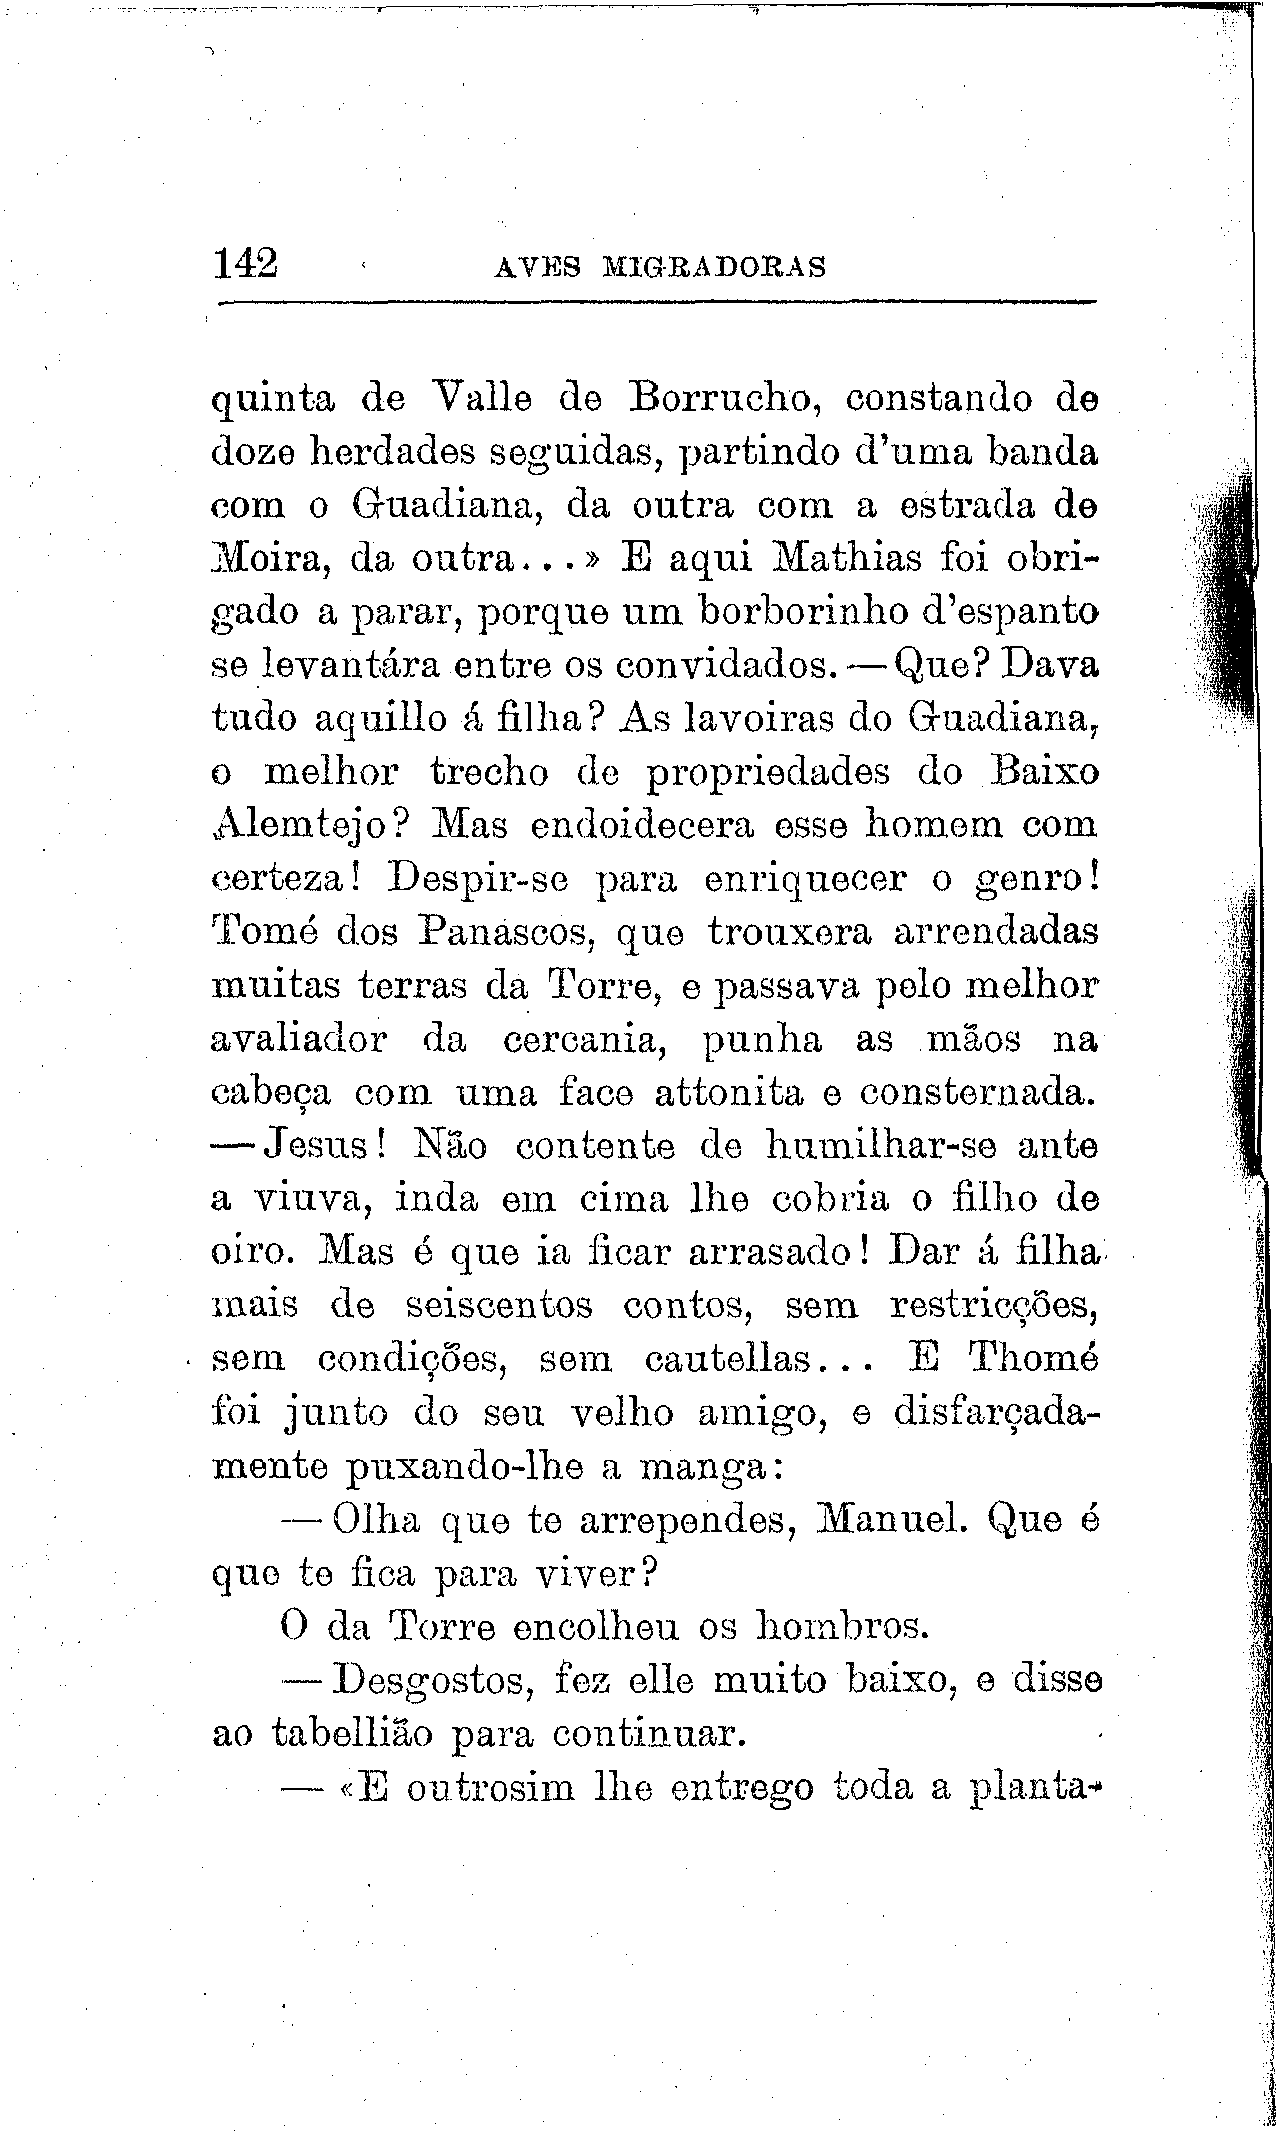 142 AVES MIGRADORAS
quinta de Valle de Borrucho, constando de
doze herdades seguidas, partindo d'uma banda
com o Guadiana, da outra com a estrada de
Moira, da outra...» E aqui Mathias foi obri-
gado a parar, porque um borborinho d'espanto
se levantára entre os convidados. — Que? Dava
tudo aquillo á filha? As lavoiras do Guadiana,
o melhor trecho de propriedades do Baixo
Alemtejo? Mas endoidecera esse homem com
certeza! Despir-se para enriquecer o genro!
Tomé dos Panascos, que trouxera arrendadas
muitas terras da Torre, e passava pelo melhor
avaliador da cercania, punha as mãos na
cabeça com uma face attonita e consternada.
— Jesus! Não contente de humilhar-se ante
a viuva, inda em cima lhe cobria o filho de
oiro. Mas é que ia ficar arrasado! Dar á filha
mais de seiscentos contos, sem restricções,
sem condições, sem cautellas... E Thomé
foi junto do seu velho amigo, e disfarçada-
mente puxando-lhe a manga:
— Olha que te arrependes, Manuel. Que é
que te fica para viver?
O da Torre encolheu os hombros.
— Desgostos, fez elle muito baixo, e disse
ao tabellião para continuar.
— «E outrosim lhe entrego toda a planta-